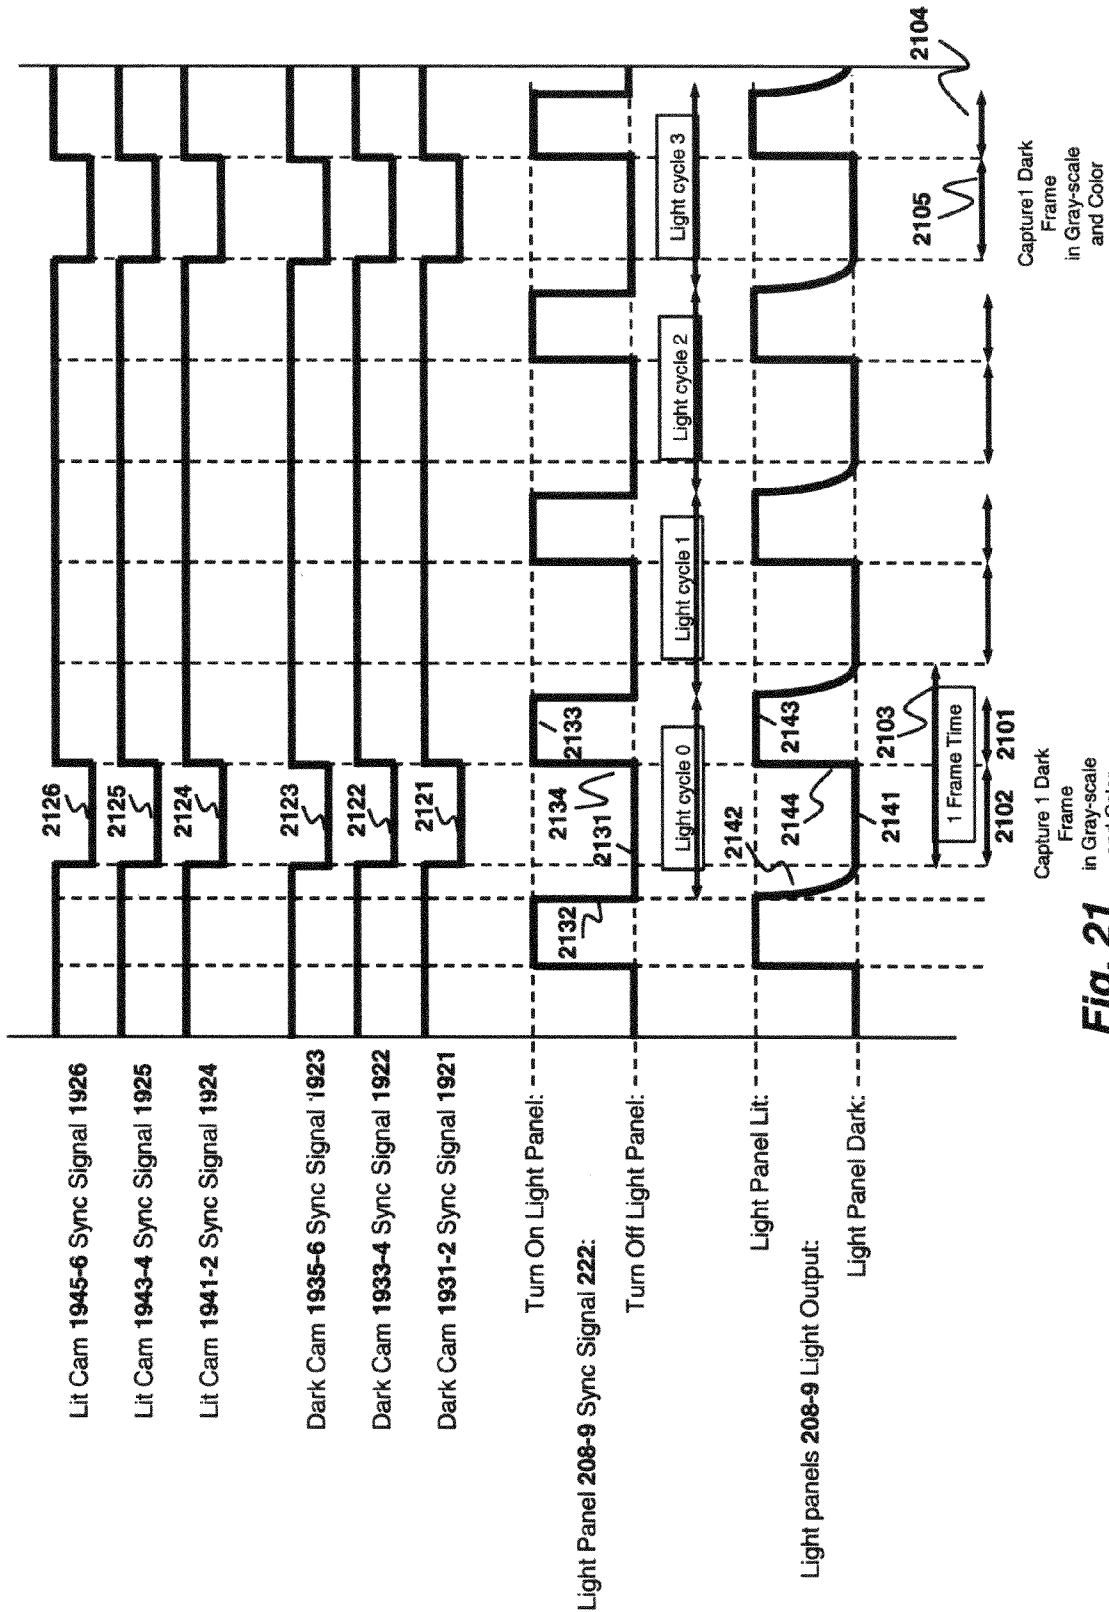 Lit Cam 1945-6 Sync Signal 1926
2126
Lit Cam 1943-4 Sync Signal 1925
2125
Lit Cam 1941-2 Sync Signal 1924
2124
Dark Cam 1935-6 Sync Signal 1923
2123
Dark Cam 1933-4 Sync Signal 1922
2122
Dark Cam 1931-2 Sync Signal 1921
2121
Turn On Light Panel:
2133
Light Panel 208-9 Sync Signal 222:
2132
2134
2131
Turn Off Light Panel:
Light cycle 0
Light cycle 1
Light cycle 2
Light cycle 3
Light Panel Lit:
2142
2143
Light panels 208-9 Light Output:
2144
Light Panel Dark:
2141
2103
1 Frame Time
2102
2101
2105
2104
Capture 1 Dark
Frame
in Gray-scale
Capture1 Dark
Frame
in Gray-scale
and Color
Fig. 21